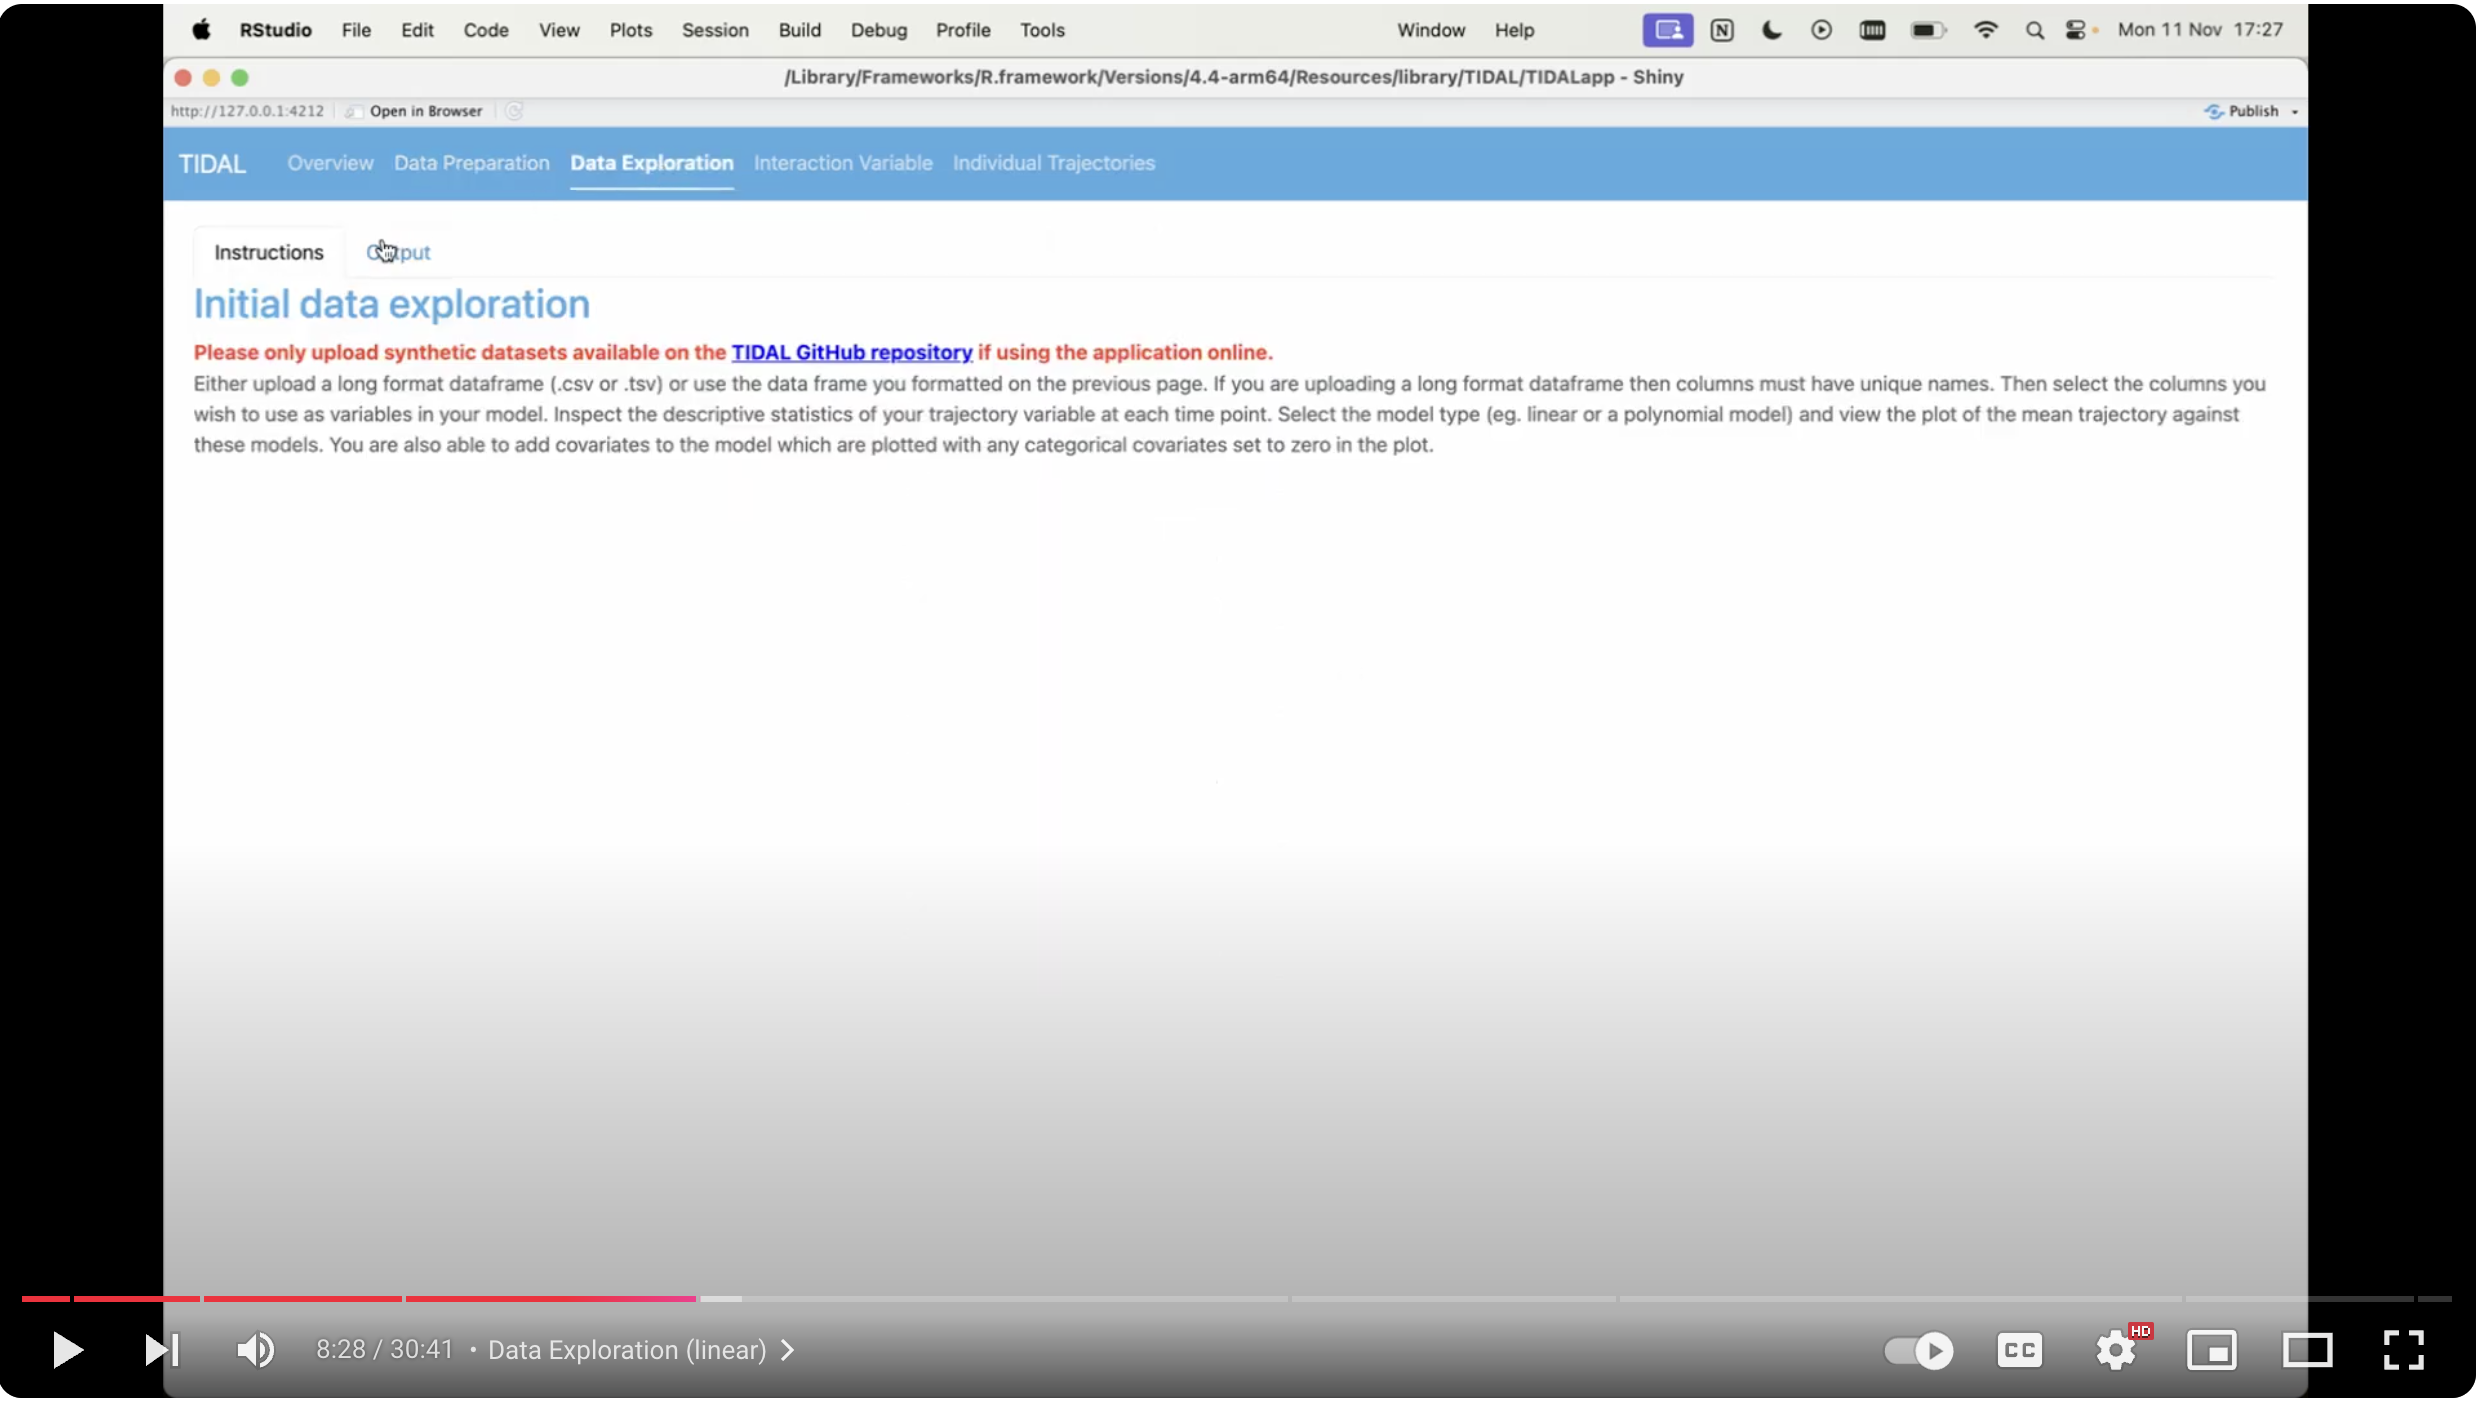 RStudio File Edit Code View Plots Session Build Debug Profile Tools Window Help N Mon 11 Nov 17:27
/Library/Frameworks/R.framework/Versions/4.4-arm64/Resources/library/TIDAL/TIDALapp - Shiny
http://127.0.0.1:4212 Open in Browser Publish
TIDAL Overview Data Preparation Data Exploration Interaction Variable Individual Trajectories
Instructions Output
Initial data exploration
Please only upload synthetic datasets available on the TIDAL GitHub repository if using the application online.
Either upload a long format dataframe (.csv or .tsv) or use the data frame you formatted on the previous page. If you are uploading a long format dataframe then columns must have unique names. Then select the columns you
wish to use as variables in your model. Inspect the descriptive statistics of your trajectory variable at each time point. Select the model type (eg. linear or a polynomial model) and view the plot of the mean trajectory against
these models. You are also able to add covariates to the model which are plotted with any categorical covariates set to zero in the plot.
8:28 / 30:41 • Data Exploration (linear) CC HD